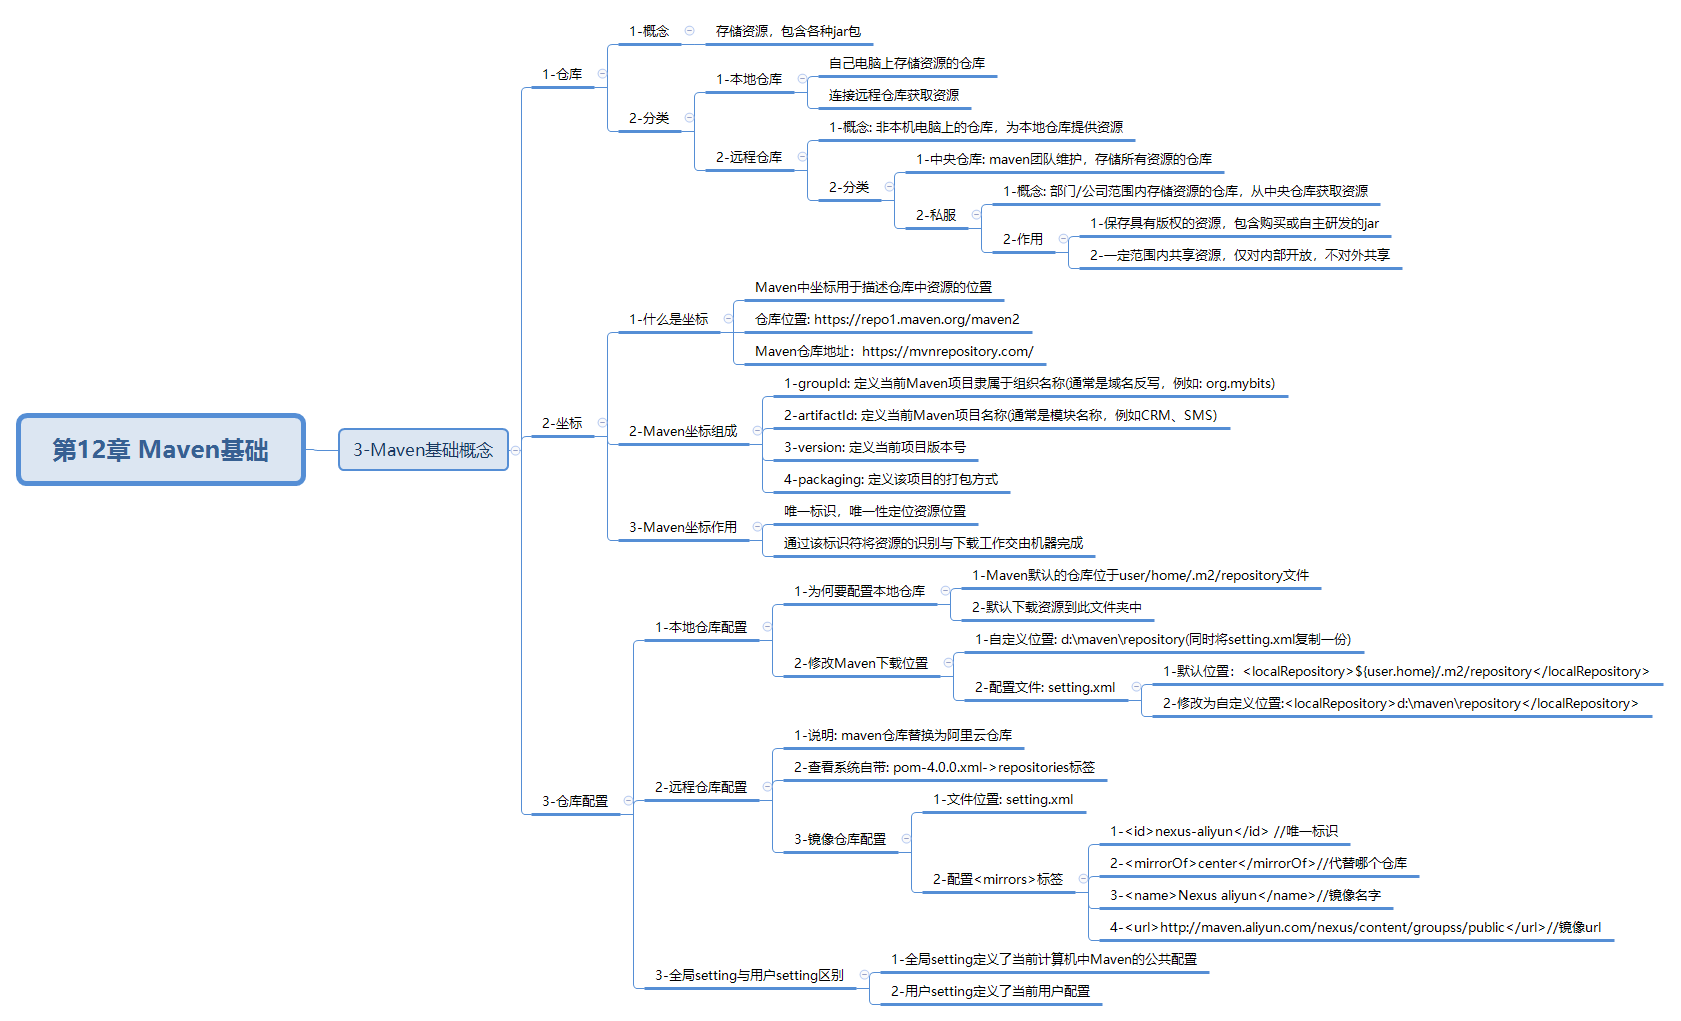 第12章 Maven基础
3-Maven基础概念
1-仓库
1-概念
存储资源，包含各种jar包
2-分类
1-本地仓库
自己电脑上存储资源的仓库
连接远程仓库获取资源
2-远程仓库
1-概念: 非本机电脑上的仓库，为本地仓库提供资源
2-分类
1-中央仓库: maven团队维护，存储所有资源的仓库
2-私服
1-概念: 部门/公司范围内存储资源的仓库，从中央仓库获取资源
2-作用
1-保存具有版权的资源，包含购买或自主研发的jar
2-一定范围内共享资源，仅对内部开放，不对外共享
2-坐标
1-什么是坐标
Maven中坐标用于描述仓库中资源的位置
仓库位置: https://repo1.maven.org/maven2
Maven仓库地址：https://mvnrepository.com/
2-Maven坐标组成
1-groupId: 定义当前Maven项目隶属于组织名称(通常是域名反写，例如: org.mybits)
2-artifactId: 定义当前Maven项目名称(通常是模块名称，例如CRM、SMS)
3-version: 定义当前项目版本号
4-packaging: 定义该项目的打包方式
3-Maven坐标作用
唯一标识，唯一性定位资源位置
通过该标识符将资源的识别与下载工作交由机器完成
3-仓库配置
1-本地仓库配置
1-为何要配置本地仓库
1-Maven默认的仓库位于user/home/.m2/repository文件
2-默认下载资源到此文件夹中
2-修改Maven下载位置
1-自定义位置: d:\maven\repository(同时将setting.xml复制一份)
2-配置文件: setting.xml
1-默认位置：<localRepository>${user.home}/.m2/repository</localRepository>
2-修改为自定义位置:<localRepository>d:\maven\repository</localRepository>
2-远程仓库配置
1-说明: maven仓库替换为阿里云仓库
2-查看系统自带: pom-4.0.0.xml->repositories标签
3-镜像仓库配置
1-文件位置: setting.xml
2-配置<mirrors>标签
1-<id>nexus-aliyun</id> //唯一标识
2-<mirrorOf>center</mirrorOf>//代替哪个仓库
3-<name>Nexus aliyun</name>//镜像名字
4-<url>http://maven.aliyun.com/nexus/content/groupss/public</url>//镜像url
3-全局setting与用户setting区别
1-全局setting定义了当前计算机中Maven的公共配置
2-用户setting定义了当前用户配置